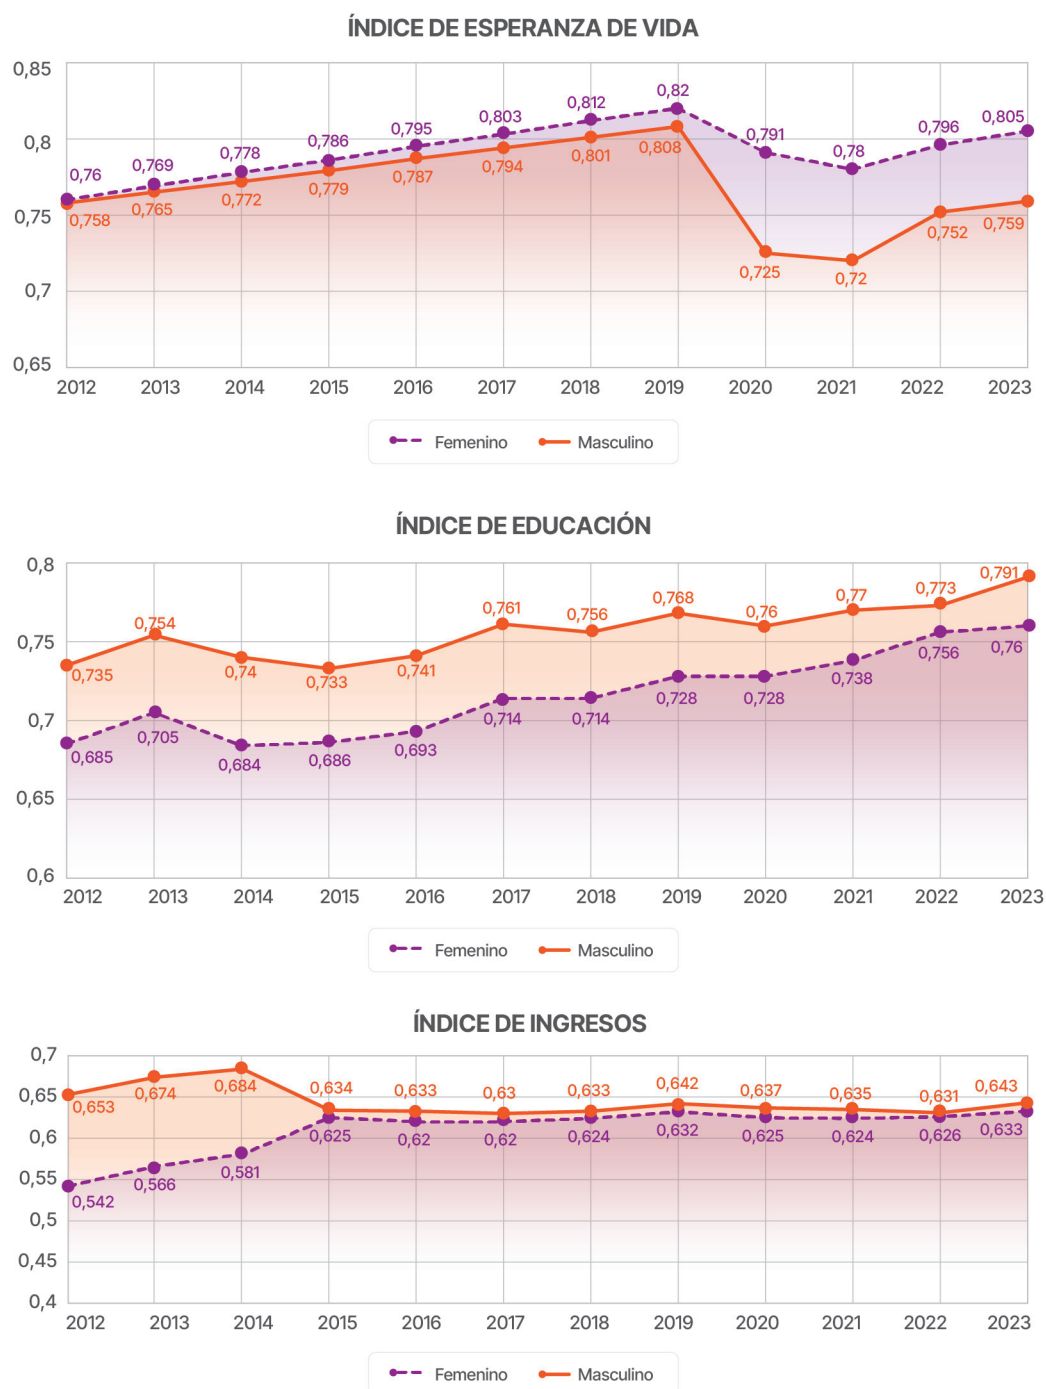 ÍNDICE DE ESPERANZA DE VIDA
0,85
0,8
0,75
0,7
0,65
0,76 0,769 0,778 0,786 0,795 0,803 0,812 0,82 0,791 0,78 0,796 0,805
0,758 0,765 0,772 0,779 0,787 0,794 0,801 0,808 0,725 0,72 0,752 0,759
2012 2013 2014 2015 2016 2017 2018 2019 2020 2021 2022 2023
Femenino Masculino
ÍNDICE DE EDUCACIÓN
0,8
0,75
0,7
0,65
0,6
0,735 0,754 0,74 0,733 0,741 0,761 0,756 0,768 0,76 0,77 0,773 0,791
0,685 0,705 0,684 0,686 0,693 0,714 0,714 0,728 0,728 0,738 0,756 0,76
2012 2013 2014 2015 2016 2017 2018 2019 2020 2021 2022 2023
Femenino Masculino
ÍNDICE DE INGRESOS
0,7
0,65
0,6
0,55
0,5
0,45
0,4
0,653 0,674 0,684 0,634 0,633 0,63 0,633 0,642 0,637 0,635 0,631 0,643
0,542 0,566 0,581 0,625 0,62 0,62 0,624 0,632 0,625 0,624 0,626 0,633
2012 2013 2014 2015 2016 2017 2018 2019 2020 2021 2022 2023
Femenino Masculino